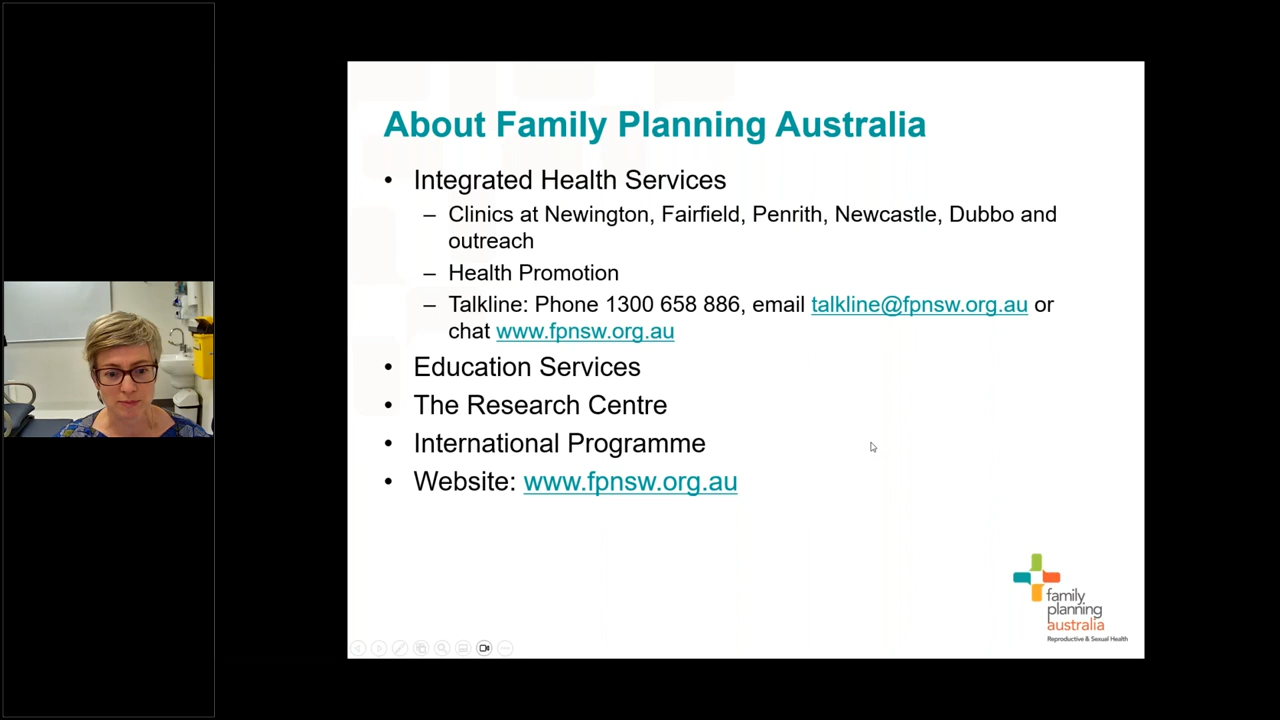 About Family Planning Australia
• Integrated Health Services
– Clinics at Newington, Fairfield, Penrith, Newcastle, Dubbo and
outreach
– Health Promotion
– Talkline: Phone 1300 658 886, email talkline@fpnsw.org.au or
chat www.fpnsw.org.au
• Education Services
• The Research Centre
• International Programme
• Website: www.fpnsw.org.au
family
planning
australia
Reproductive & Sexual Health